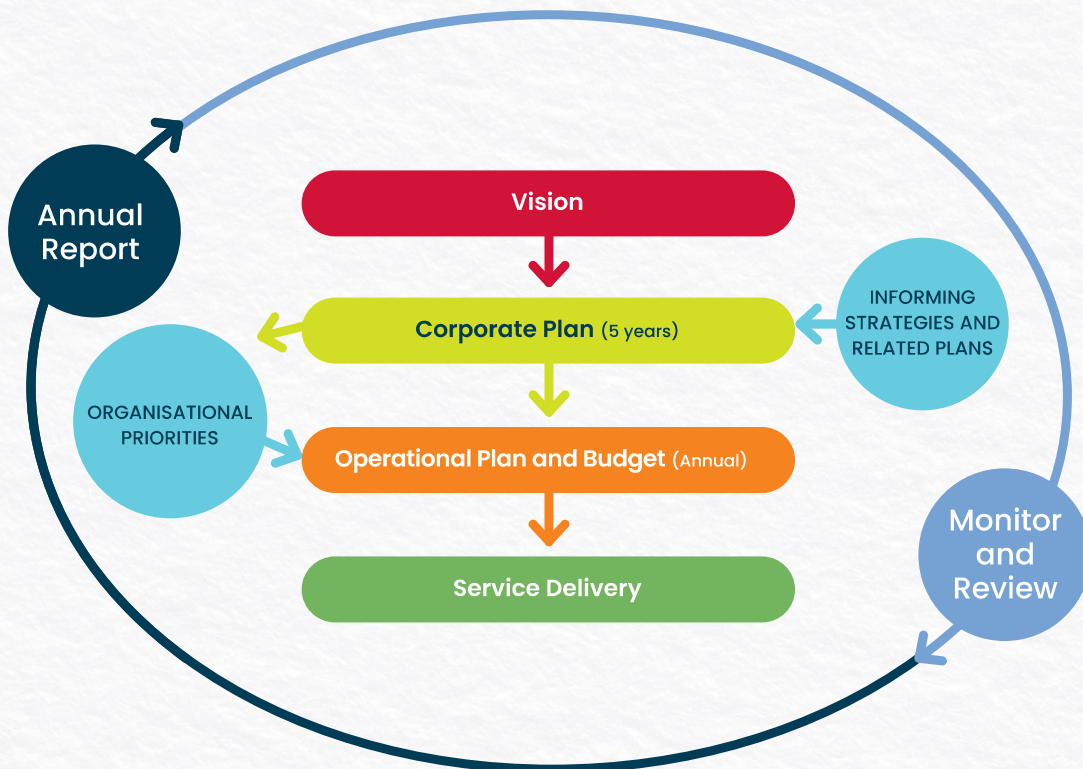 Vision
Annual
Report
INFORMING
STRATEGIES AND
RELATED PLANS
Corporate Plan (5 years)
ORGANISATIONAL
PRIORITIES
Operational Plan and Budget (Annual)
Monitor
and
Review
Service Delivery